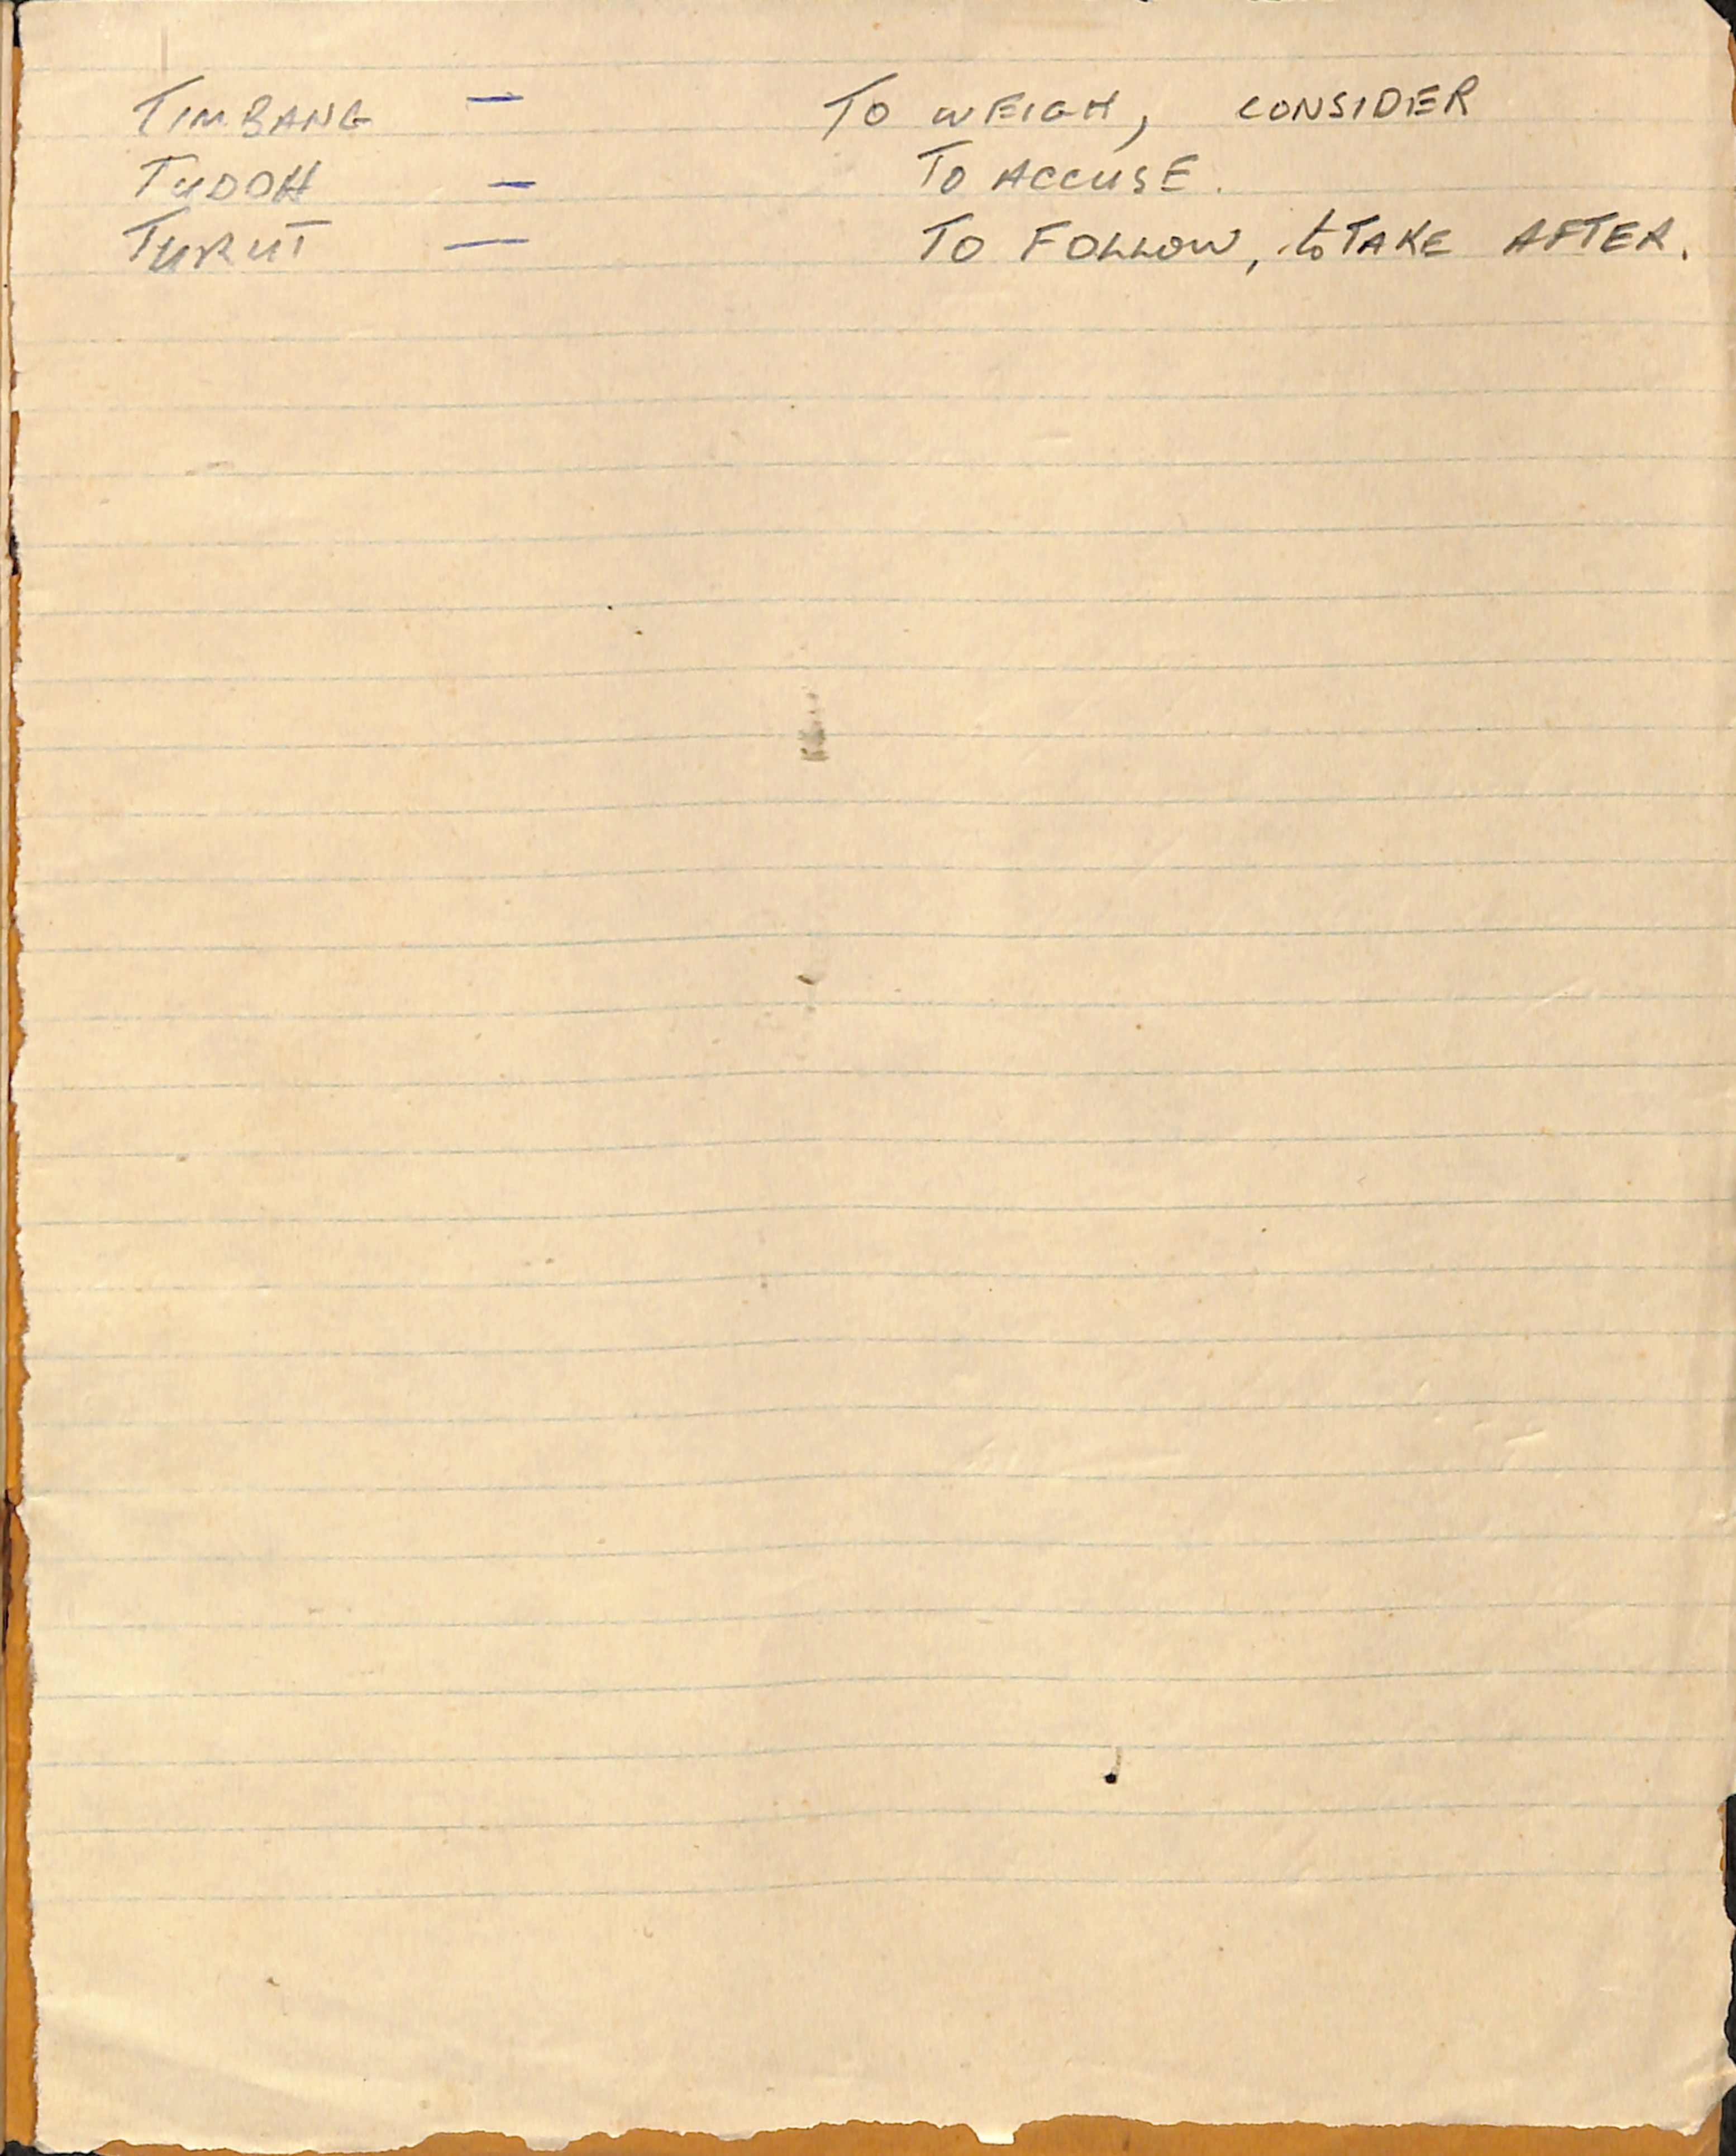 TIMBANG — TO WEIGH, CONSIDER
TUDOH — TO ACCUSE.
TURUT — TO FOLLOW, to TAKE AFTER.